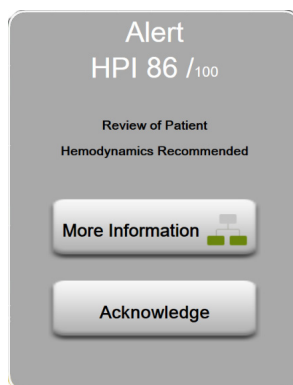 Alert
HPI 86 /100
Review of Patient
Hemodynamics Recommended
More Information
Acknowledge